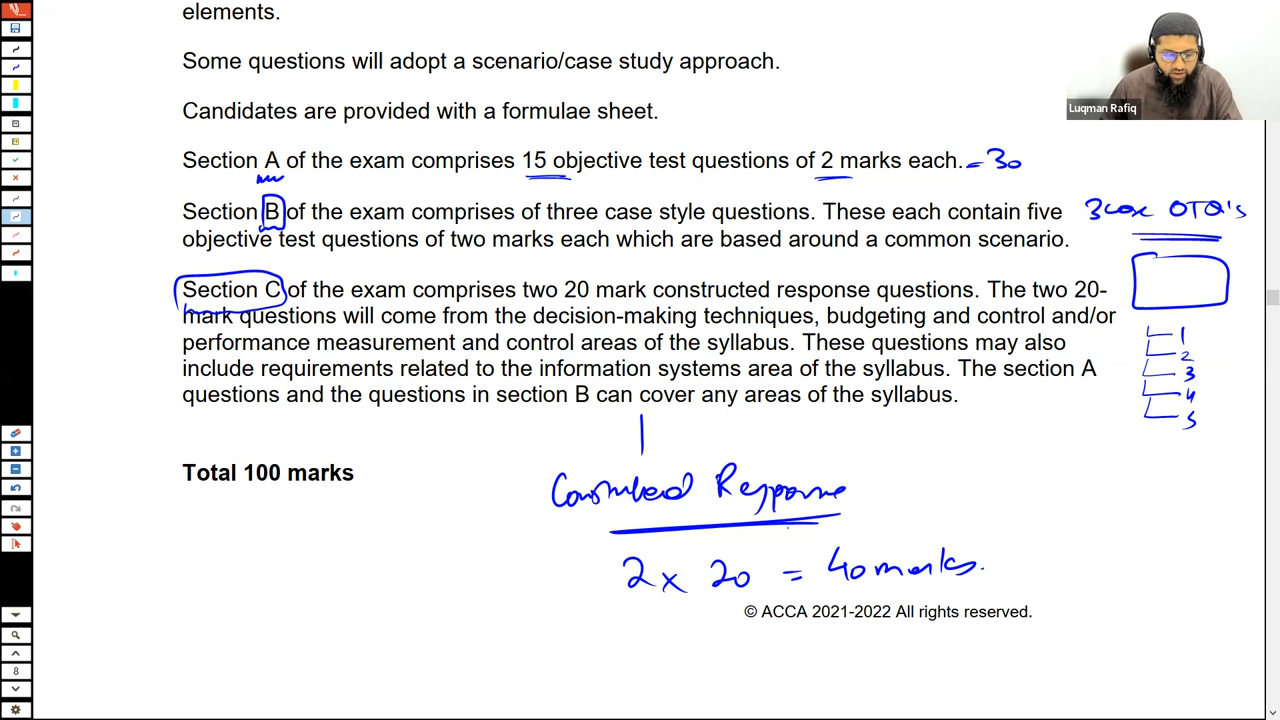 elements.
Luqman Rafiq
Some questions will adopt a scenario/case study approach.
Candidates are provided with a formulae sheet.
Section A of the exam comprises 15 objective test questions of 2 marks each. = 30
Section B of the exam comprises of three case style questions. These each contain five 3 case OTQ's
objective test questions of two marks each which are based around a common scenario.
Section C of the exam comprises two 20 mark constructed response questions. The two 20-
mark questions will come from the decision-making techniques, budgeting and control and/or
1
performance measurement and control areas of the syllabus. These questions may also
2
include requirements related to the information systems area of the syllabus. The section A
3
questions and the questions in section B can cover any areas of the syllabus.
4
5
Total 100 marks
Response
2 x 20 = 40 marks.
© ACCA 2021-2022 All rights reserved.
8